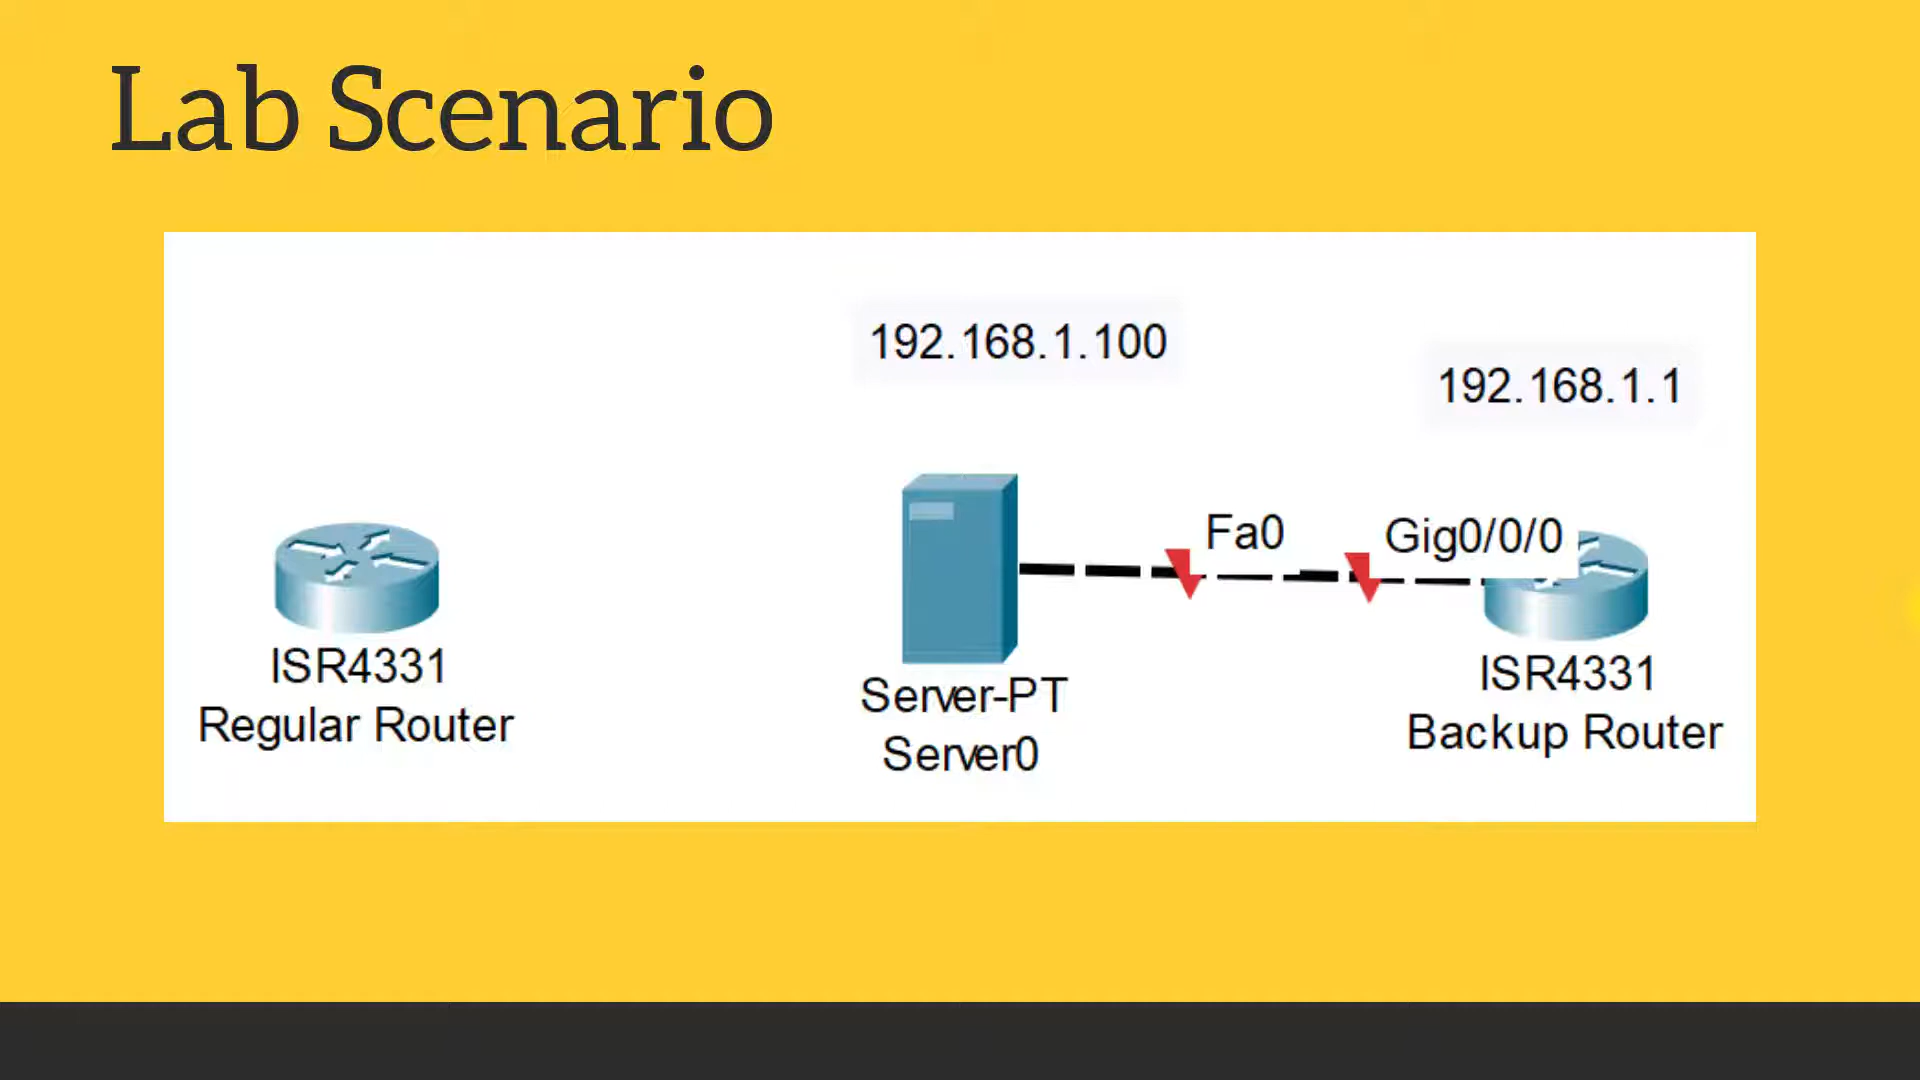 Lab Scenario
192.168.1.100
192.168.1.1
Fa0
Gig0/0/0
ISR4331
Regular Router
Server-PT
Server0
ISR4331
Backup Router